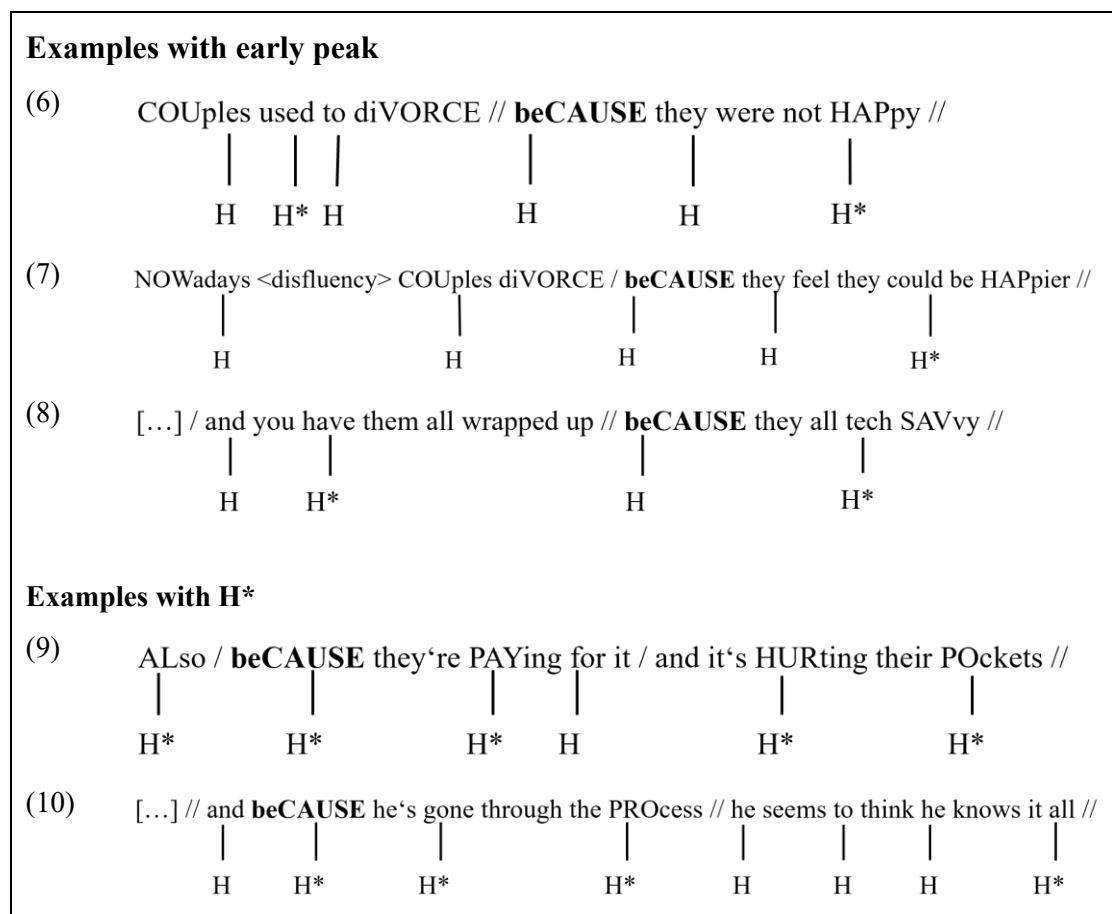 Examples with early peak
(6) COUples used to diVORCE // beCAUSE they were not HAPpy //
H H* H H H H*
(7) NOWadays <disfluency> COUples diVORCE / beCAUSE they feel they could be HAPpier //
H H H H H*
(8) […] / and you have them all wrapped up // beCAUSE they all tech SAVvy //
H H* H H*
Examples with H*
(9) ALso / beCAUSE they‘re PAYing for it / and it's HURting their POckets //
H* H* H* H H* H*
(10) […] // and beCAUSE he‘s gone through the PROcess // he seems to think he knows it all //
H H* H* H* H H H H*